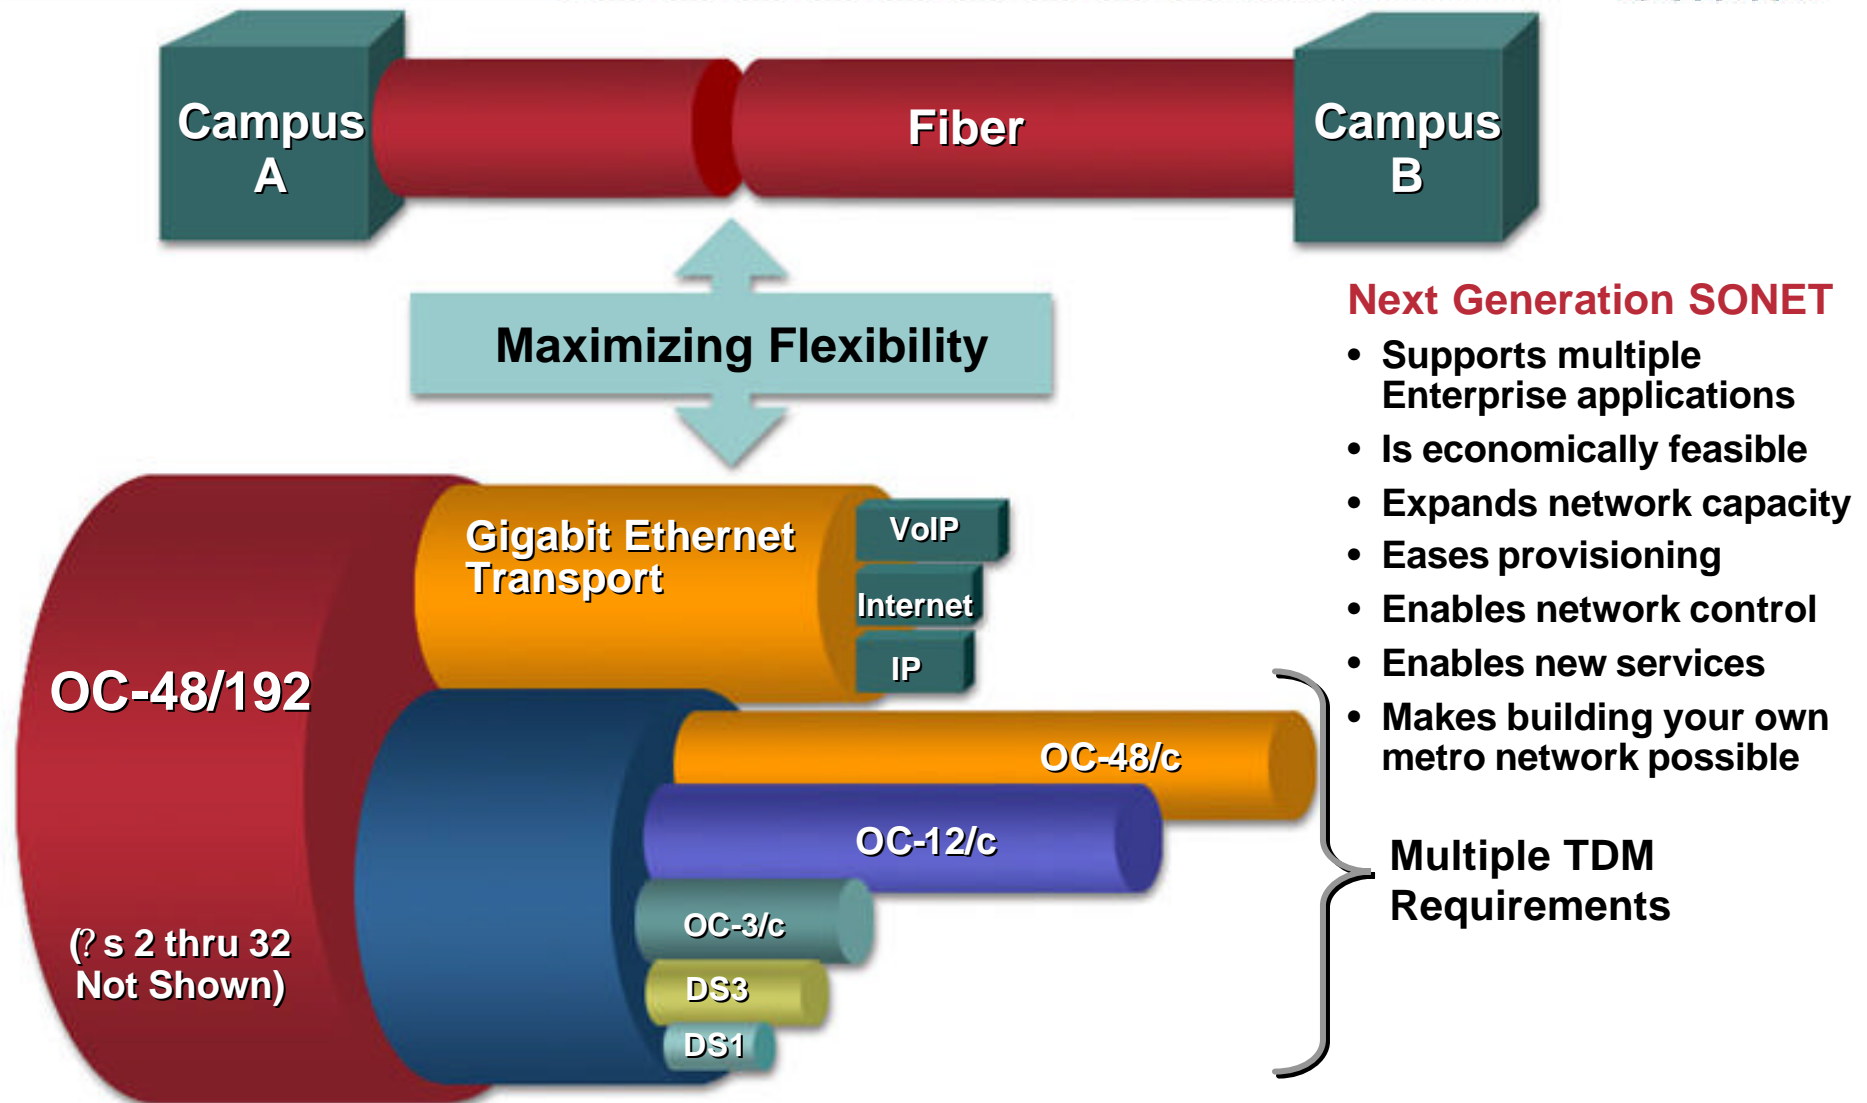 Campus
A
Fiber
Campus
B
Maximizing Flexibility
Next Generation SONET
• Supports multiple
Enterprise applications
• Is economically feasible
• Expands network capacity
• Eases provisioning
• Enables network control
• Enables new services
• Makes building your own
metro network possible
Gigabit Ethernet
Transport
VoIP
Internet
IP
OC-48/192
(? s 2 thru 32
Not Shown)
OC-48/c
OC-12/c
OC-3/c
DS3
DS1
Multiple TDM
Requirements